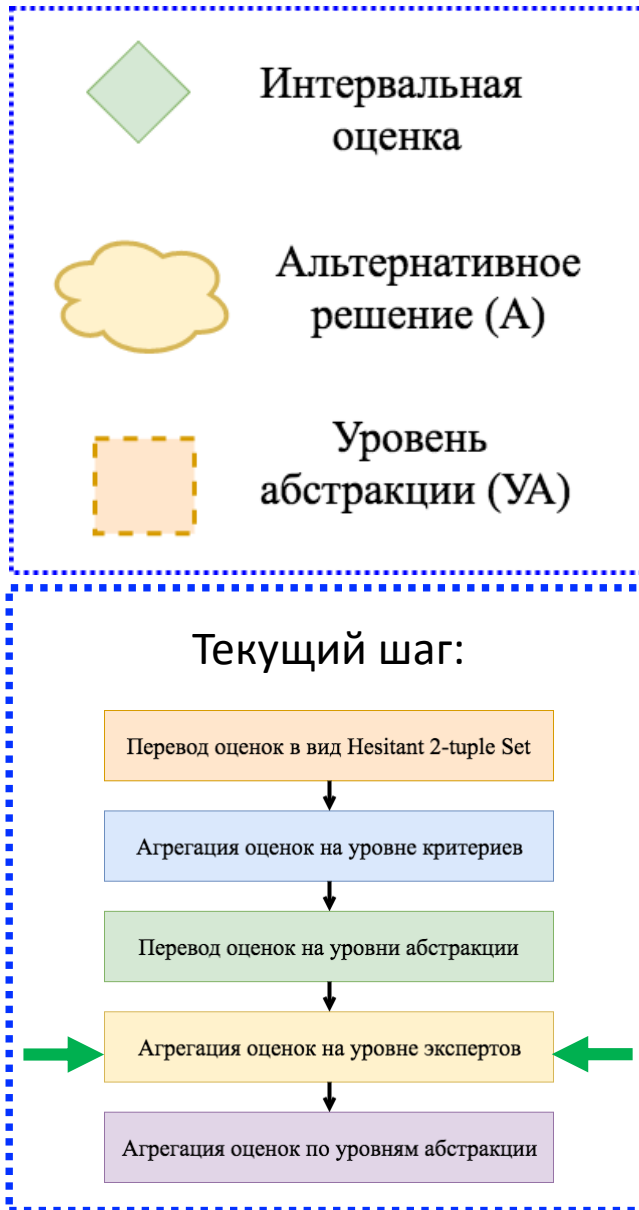 Интервальная
оценка
Альтернативное
решение (А)
Уровень
абстракции (УА)
Текущий шаг:
Перевод оценок в вид Hesitant 2-tuple Set
Агрегация оценок на уровне критериев
Перевод оценок на уровни абстракции
Агрегация оценок на уровне экспертов
Агрегация оценок по уровням абстракции